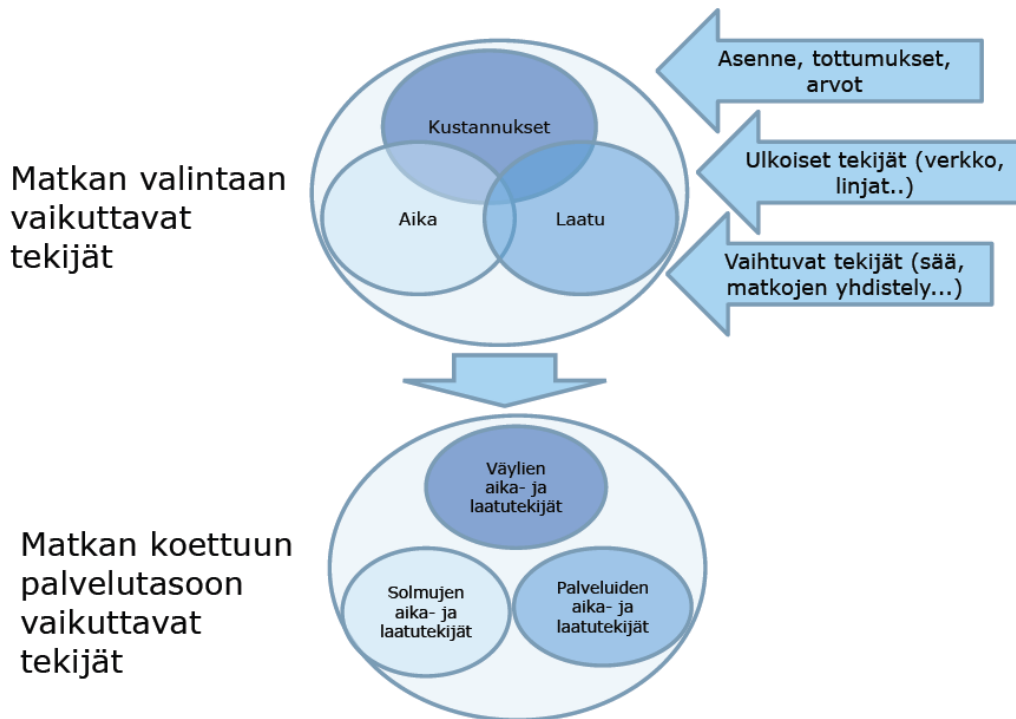 Matkan valintaan
vaikuttavat
tekijät
Kustannukset
Aika
Laatu
Asenne, tottumukset,
arvot
Ulkoiset tekijät (verkko,
linjat..)
Vaihtuvat tekijät (sää,
matkojen yhdistely...)
Matkan koettuun
palvelutasoon
vaikuttavat
tekijät
Väylien
aika- ja
laatutekijät
Solmujen
aika- ja
laatutekijät
Palveluiden
aika- ja
laatutekijät